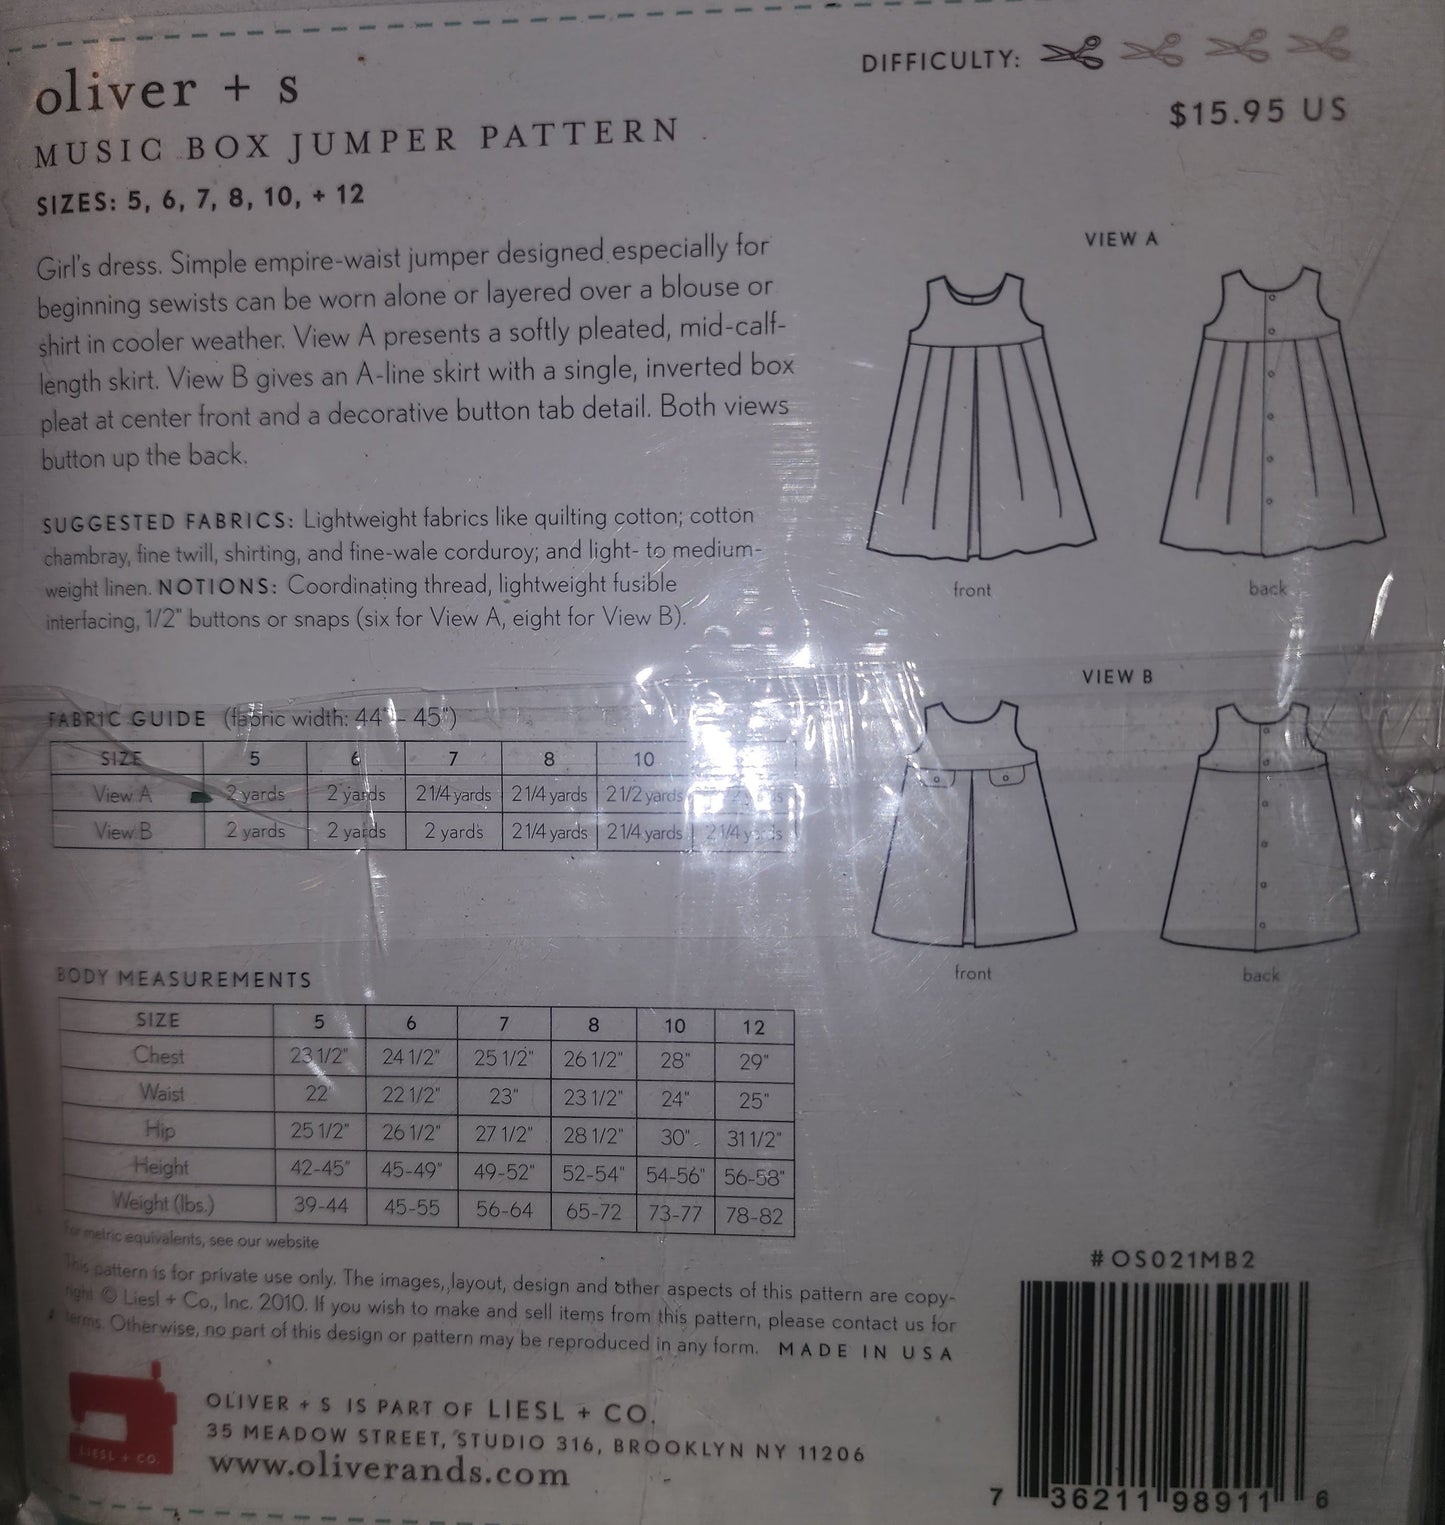 oliver + s
MUSIC BOX JUMPER PATTERN
SIZES: 5, 6, 7, 8, 10, + 12
DIFFICULTY:
$15.95 US
Girl's dress. Simple empire-waist jumper designed especially for
beginning sewists can be worn alone or layered over a blouse or
shirt in cooler weather. View A presents a softly pleated, mid-calf-
length skirt. View B gives an A-line skirt with a single, inverted box
pleat at center front and a decorative button tab detail. Both views
button up the back.
SUGGESTED FABRICS: Lightweight fabrics like quilting cotton; cotton
chambray, fine twill, shirting, and fine-wale corduroy; and light- to medium-
weight linen. NOTIONS: Coordinating thread, lightweight fusible
interfacing, 1/2" buttons or snaps (six for View A, eight for View B).
VIEW A
front back
VIEW B
front back
FABRIC GUIDE (fabric width: 44" – 45")
SIZE 5 6 7 8 10
View A 2 yards 2 yards 2 1/4 yards 2 1/4 yards 2 1/2 yards
View B 2 yards 2 yards 2 yards 2 1/4 yards 2 1/4 yards 2 1/4 yards
BODY MEASUREMENTS
SIZE 5 6 7 8 10 12
Chest 23 1/2" 24 1/2" 25 1/2" 26 1/2" 28" 29"
Waist 22" 22 1/2" 23" 23 1/2" 24" 25"
Hip 25 1/2" 26 1/2" 27 1/2" 28 1/2" 30" 31 1/2"
Height 42-45" 45-49" 49-52" 52-54" 54-56" 56-58"
Weight (lbs.) 39-44 45-55 56-64 65-72 73-77 78-82
For metric equivalents, see our website
This pattern is for private use only. The images, layout, design and other aspects of this pattern are copy-
right © Liesl + Co., Inc. 2010. If you wish to make and sell items from this pattern, please contact us for
terms. Otherwise, no part of this design or pattern may be reproduced in any form. MADE IN USA
LIESL + CO.
OLIVER + S IS PART OF LIESL + CO.
35 MEADOW STREET, STUDIO 316, BROOKLYN NY 11206
www.oliverands.com
#OS021MB2
7 36211 98911 6